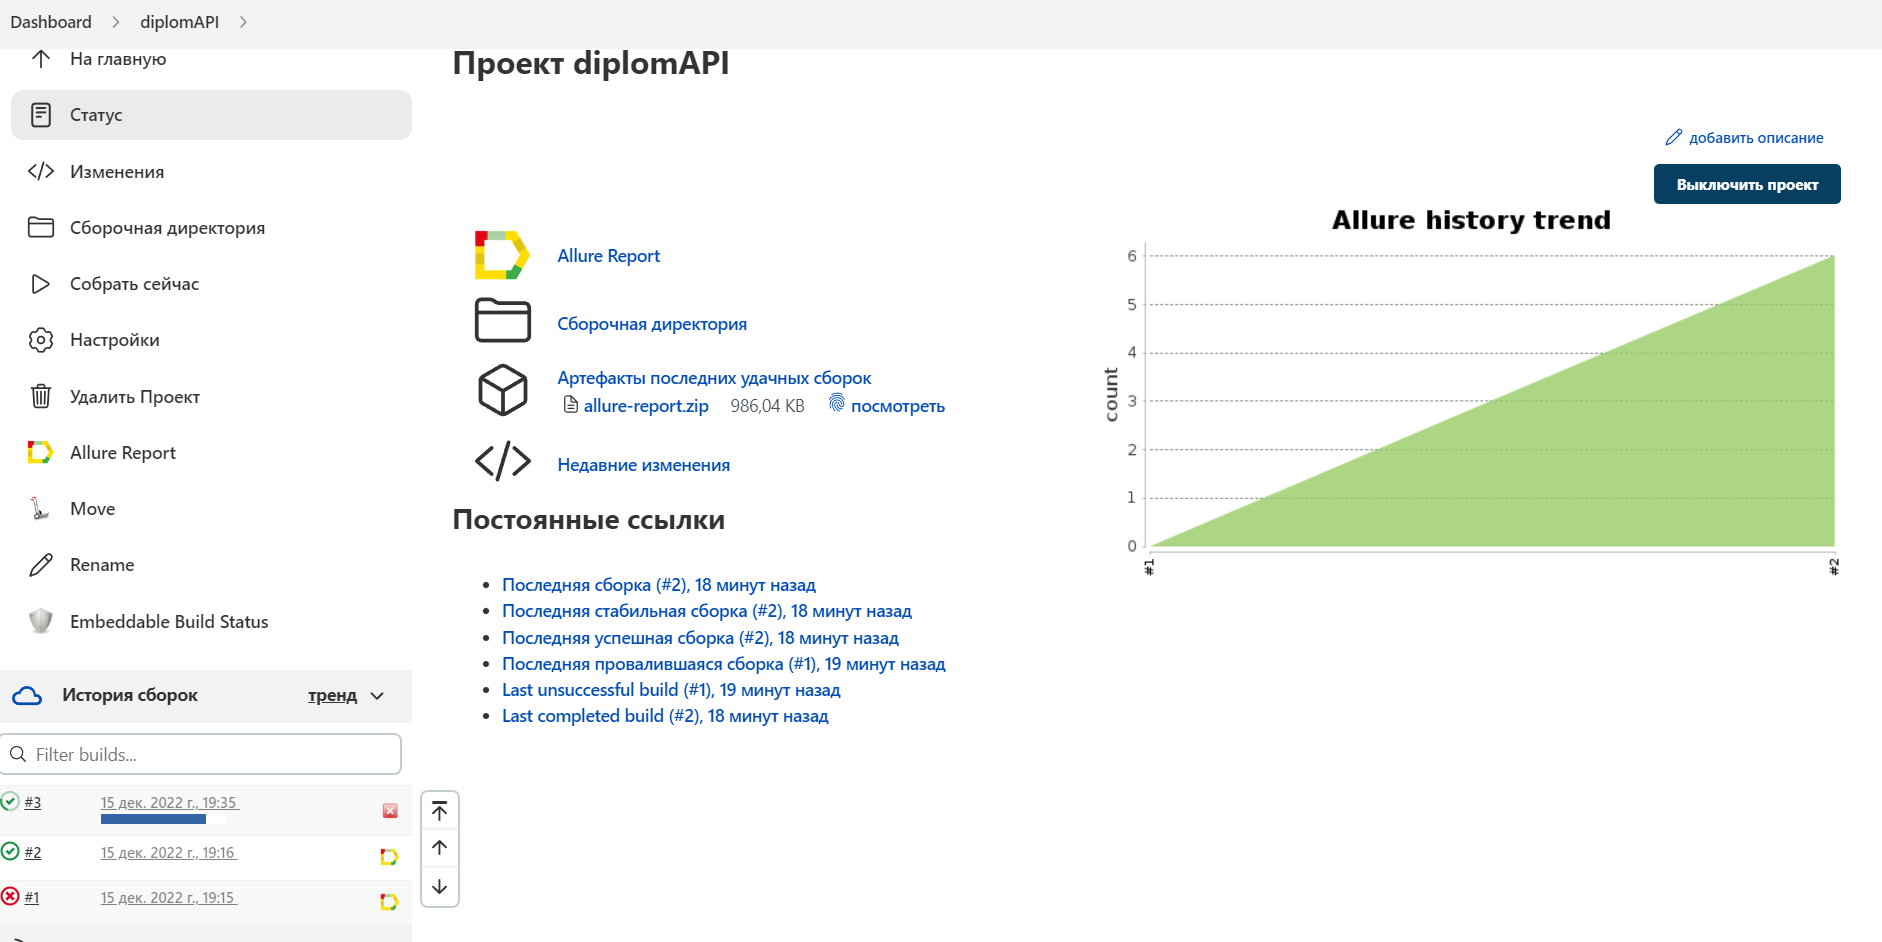 Dashboard
diplomAPI
На главную
Статус
Изменения
Сборочная директория
Собрать сейчас
Настройки
Удалить Проект
Allure Report
Move
Rename
Embeddable Build Status
История сборок
тренд
Filter builds...
#3
15 дек. 2022 г., 19:35
#2
15 дек. 2022 г., 19:16
#1
15 дек. 2022 г., 19:15
Проект diplomAPI
добавить описание
Выключить проект
Allure Report
Сборочная директория
Артефакты последних удачных сборок
allure-report.zip 986,04 KB посмотреть
Недавние изменения
Постоянные ссылки
Последняя сборка (#2), 18 минут назад
Последняя стабильная сборка (#2), 18 минут назад
Последняя успешная сборка (#2), 18 минут назад
Последняя провалившаяся сборка (#1), 19 минут назад
Last unsuccessful build (#1), 19 минут назад
Last completed build (#2), 18 минут назад
Allure history trend
count
6
5
4
3
2
1
0
#1
#2